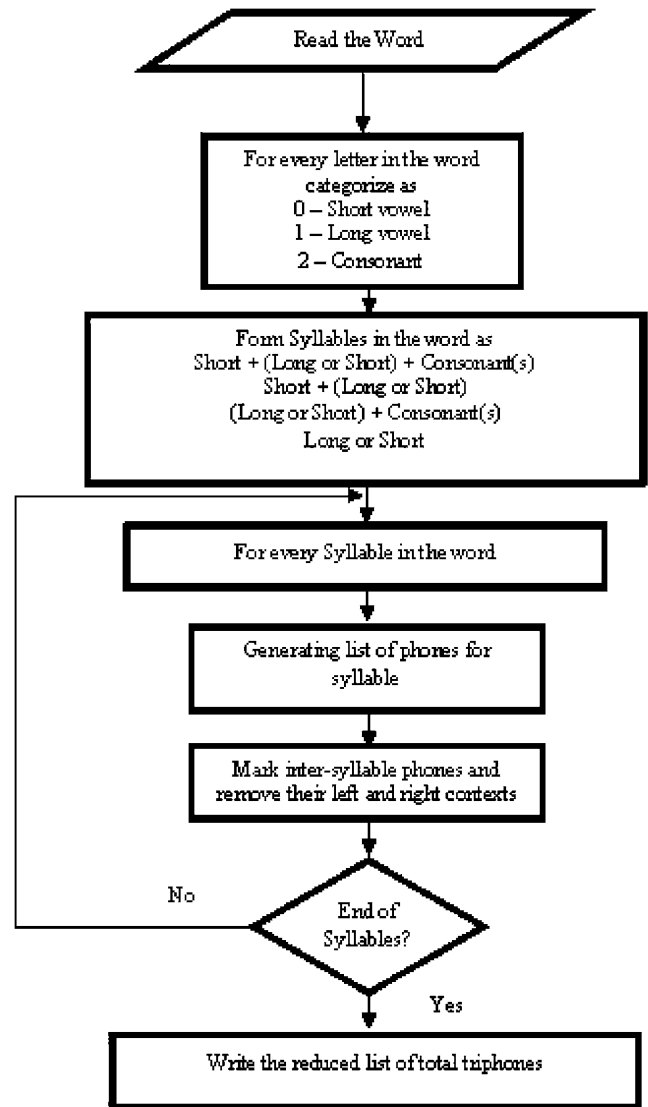 Read the Word
For every letter in the word
categorize as
0 – Short vowel
1 – Long vowel
2 – Consonant
Form Syllables in the word as
Short + (Long or Short) + Consonant(s)
Short + (Long or Short)
(Long or Short) + Consonant(s)
Long or Short
For every Syllable in the word
Generating list of phones for
syllable
Mark inter-syllable phones and
remove their left and right contexts
No
End of
Syllables?
Yes
Write the reduced list of total triphones